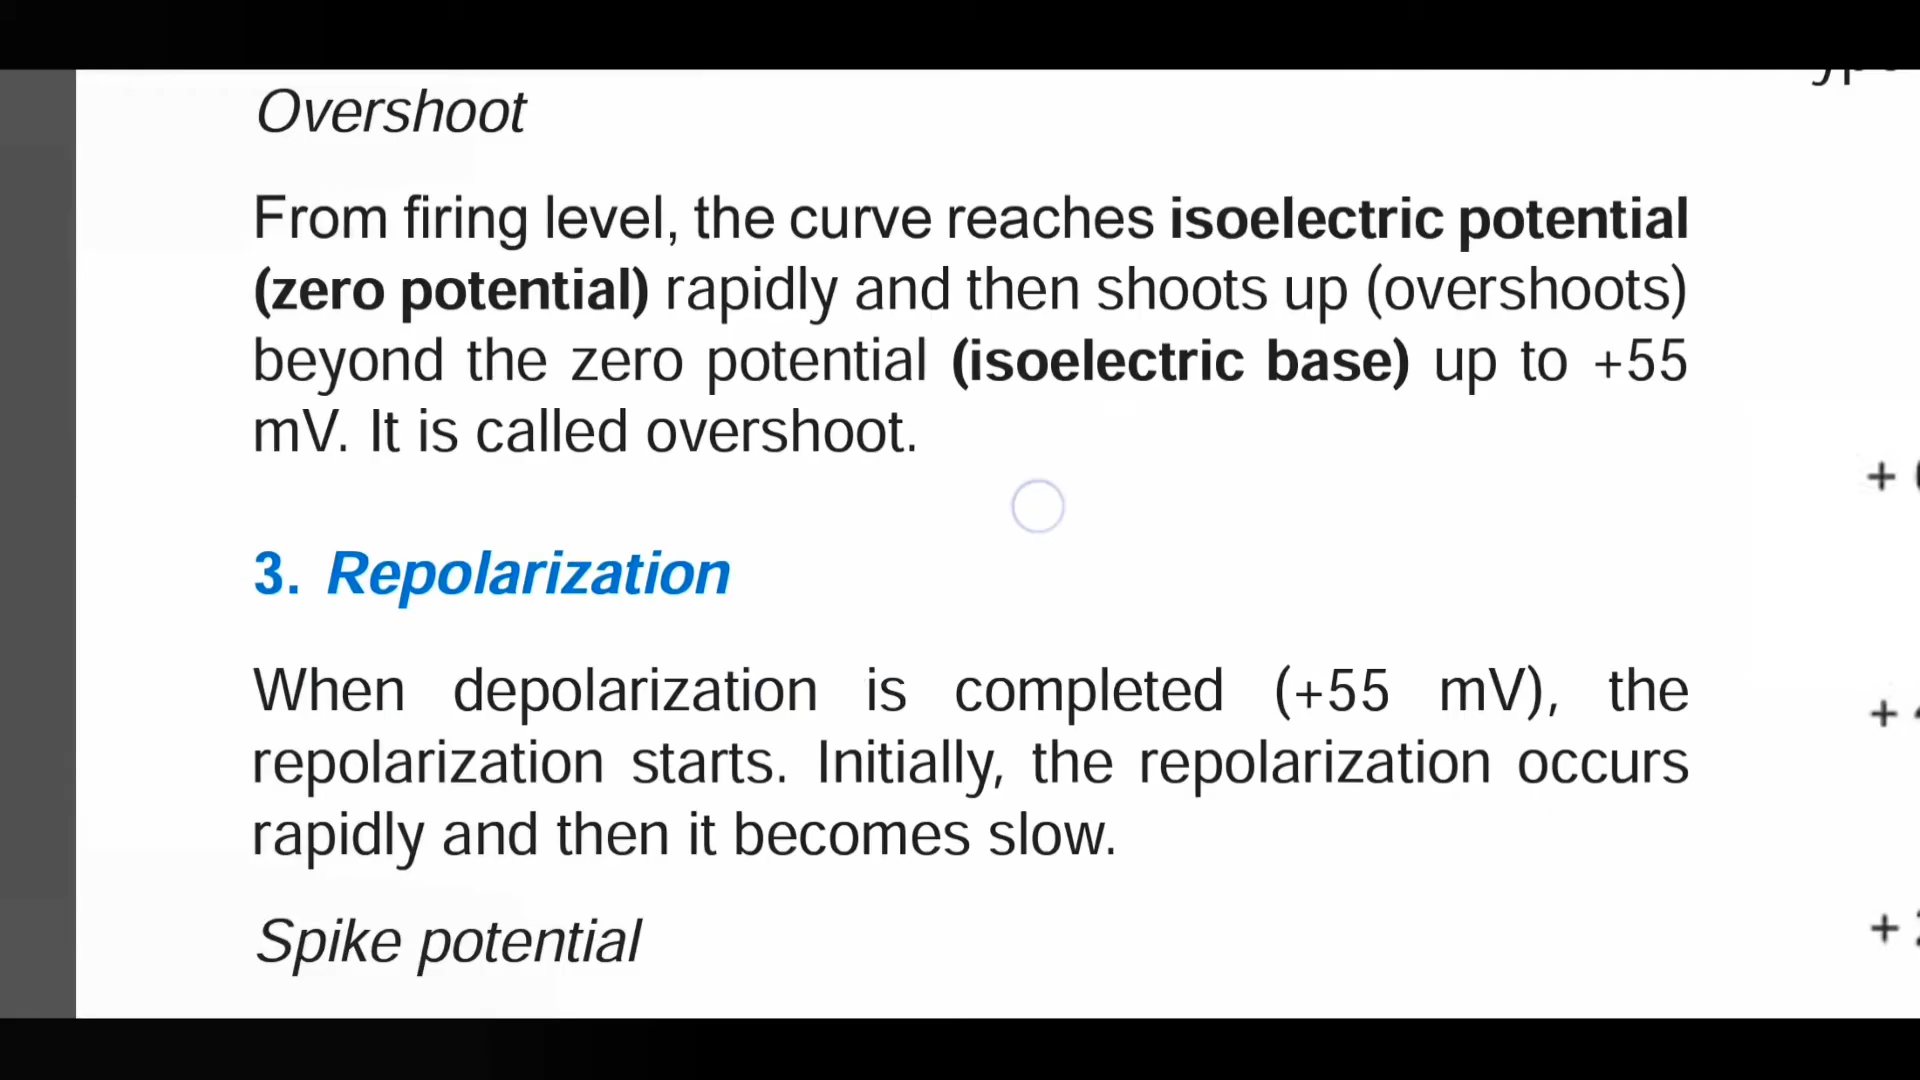 Overshoot
From firing level, the curve reaches isoelectric potential
(zero potential) rapidly and then shoots up (overshoots)
beyond the zero potential (isoelectric base) up to +55
mV. It is called overshoot.
3. Repolarization
When depolarization is completed (+55 mV), the
repolarization starts. Initially, the repolarization occurs
rapidly and then it becomes slow.
Spike potential